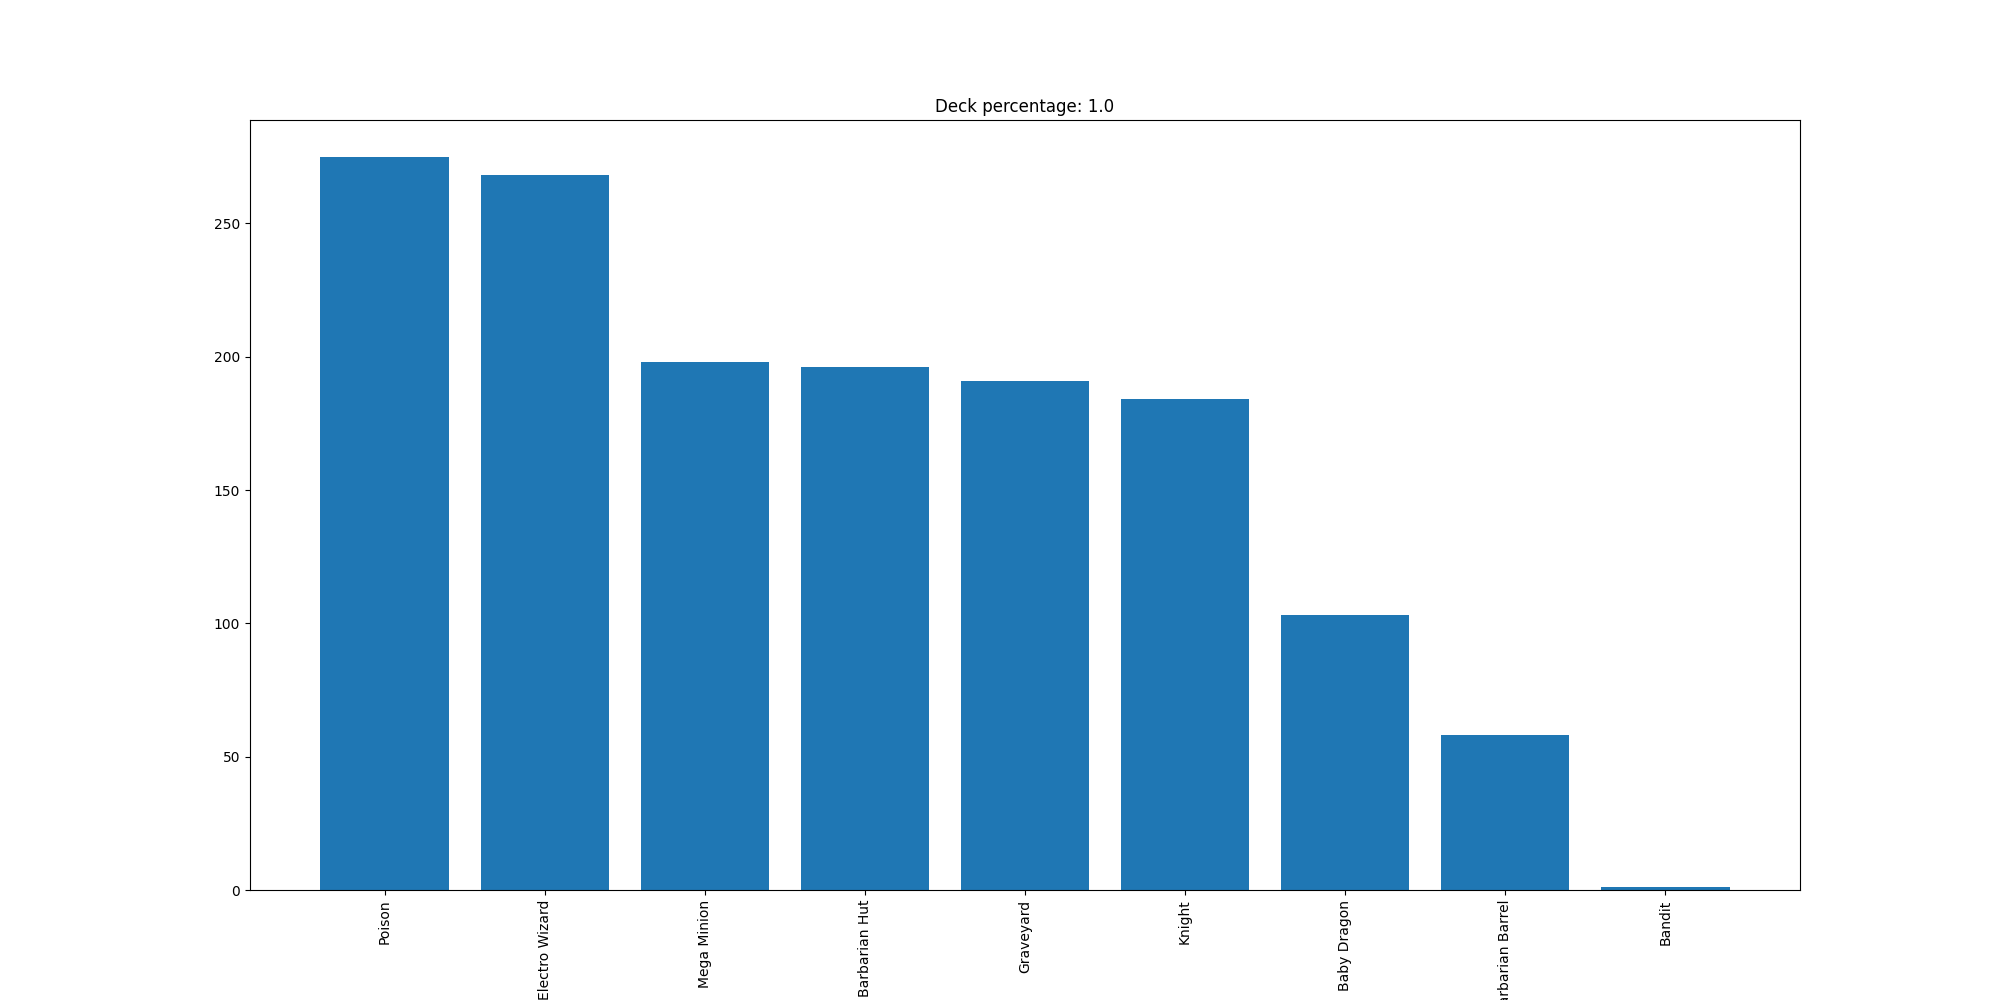 Deck percentage: 1.0
250
200
150
100
50
0
Poison
Electro Wizard
Mega Minion
Barbarian Hut
Graveyard
Knight
Baby Dragon
rbarian Barrel
Bandit